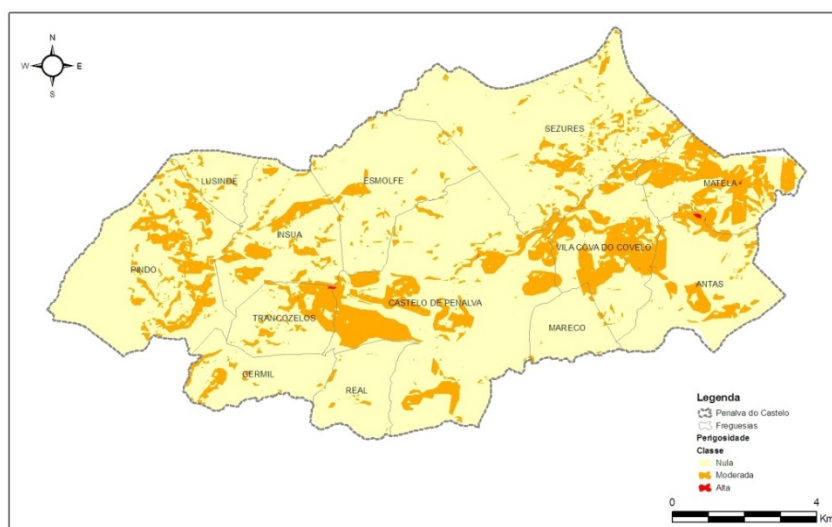 N
W E
S
SEZURES
LUSINDE
ESMOLFE
MATELA
INSUA
VILA COVA DO COVELO
PINDO
ANTAS
CASTELO DE PENALVA
TRANCOZELOS
MARECO
GERMIL
REAL
Legenda
Penalva do Castelo
Freguesias
Perigosidade
Classe
Nula
Moderada
Alta
0 4
Km